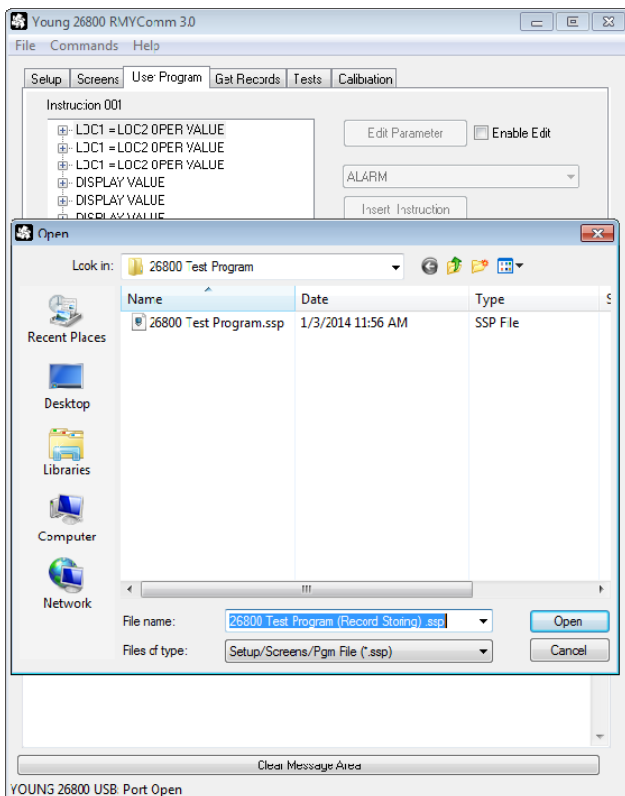 Young 26800 RMYComm 3.0
File Commands Help
Setup Screens User Program Get Records Tests Calibration
Instruction 001
LOC1 = LOC2 OPER VALUE
LOC1 = LOC2 OPER VALUE
LOC1 = LOC2 OPER VALUE
DISPLAY VALUE
DISPLAY VALUE
DISPLAY VALUE
Edit Parameter Enable Edit
ALARM
Insert Instruction
Open
Look in: 26800 Test Program
Name Date Type S
26800 Test Program.ssp 1/3/2014 11:56 AM SSP File
Recent Places
Desktop
Libraries
Computer
Network
File name: 26800 Test Program (Record Storing) .ssp Open
Files of type: Setup/Screens/Pgm File (*.ssp) Cancel
Clear Message Area
YOUNG 26800 USB Port Open